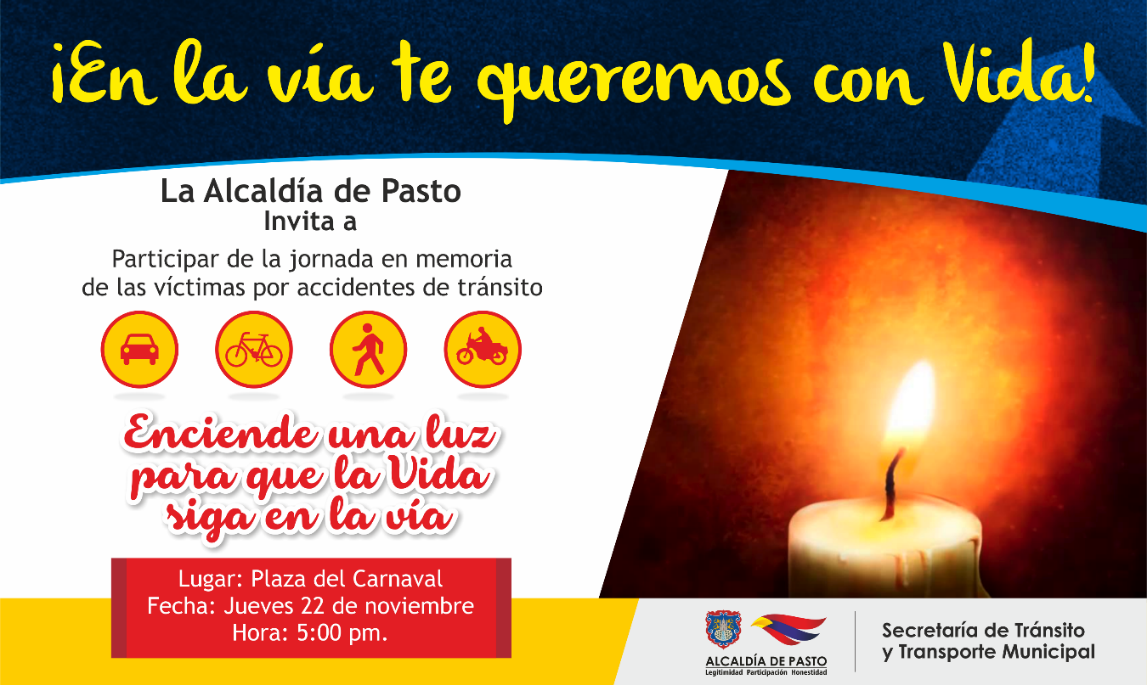 ¡En la vía te queremos con Vida!
La Alcaldía de Pasto
Invita a
Participar de la jornada en memoria
de las víctimas por accidentes de tránsito
Enciende una luz
para que la Vida
siga en la vía
Lugar: Plaza del Carnaval
Fecha: Jueves 22 de noviembre
Hora: 5:00 pm.
ALCALDÍA DE PASTO
Legitimidad Participación Honestidad
Secretaría de Tránsito
y Transporte Municipal